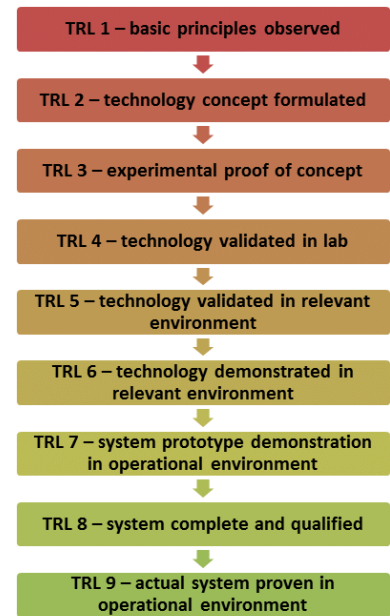 TRL 1 – basic principles observed
TRL 2 – technology concept formulated
TRL 3 – experimental proof of concept
TRL 4 – technology validated in lab
TRL 5 – technology validated in relevant
environment
TRL 6 – technology demonstrated in
relevant environment
TRL 7 – system prototype demonstration
in operational environment
TRL 8 – system complete and qualified
TRL 9 – actual system proven in
operational environment